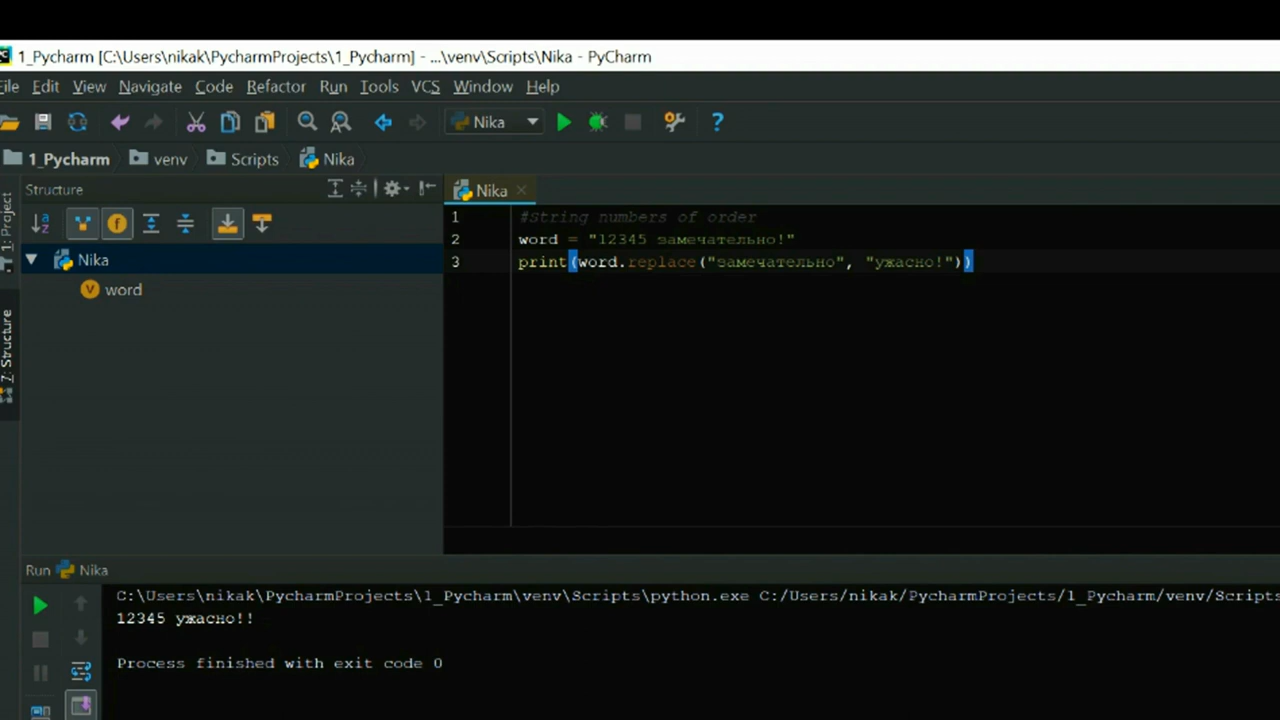 1_Pycharm [C:\Users\nikak\PycharmProjects\1_Pycharm] - ...\venv\Scripts\Nika - PyCharm
File Edit View Navigate Code Refactor Run Tools VCS Window Help
Nika
1_Pycharm venv Scripts Nika
1: Project
7: Structure
Structure
Nika
word
Nika
1 #string numbers of order
2 word = "12345 замечательно!"
3 print(word.replace("замечательно", "ужасно!"))
Run Nika
C:\Users\nikak\PycharmProjects\1_Pycharm\venv\Scripts\python.exe C:/Users/nikak/PycharmProjects/1_Pycharm/venv/Scripts
12345 ужасно!!
Process finished with exit code 0